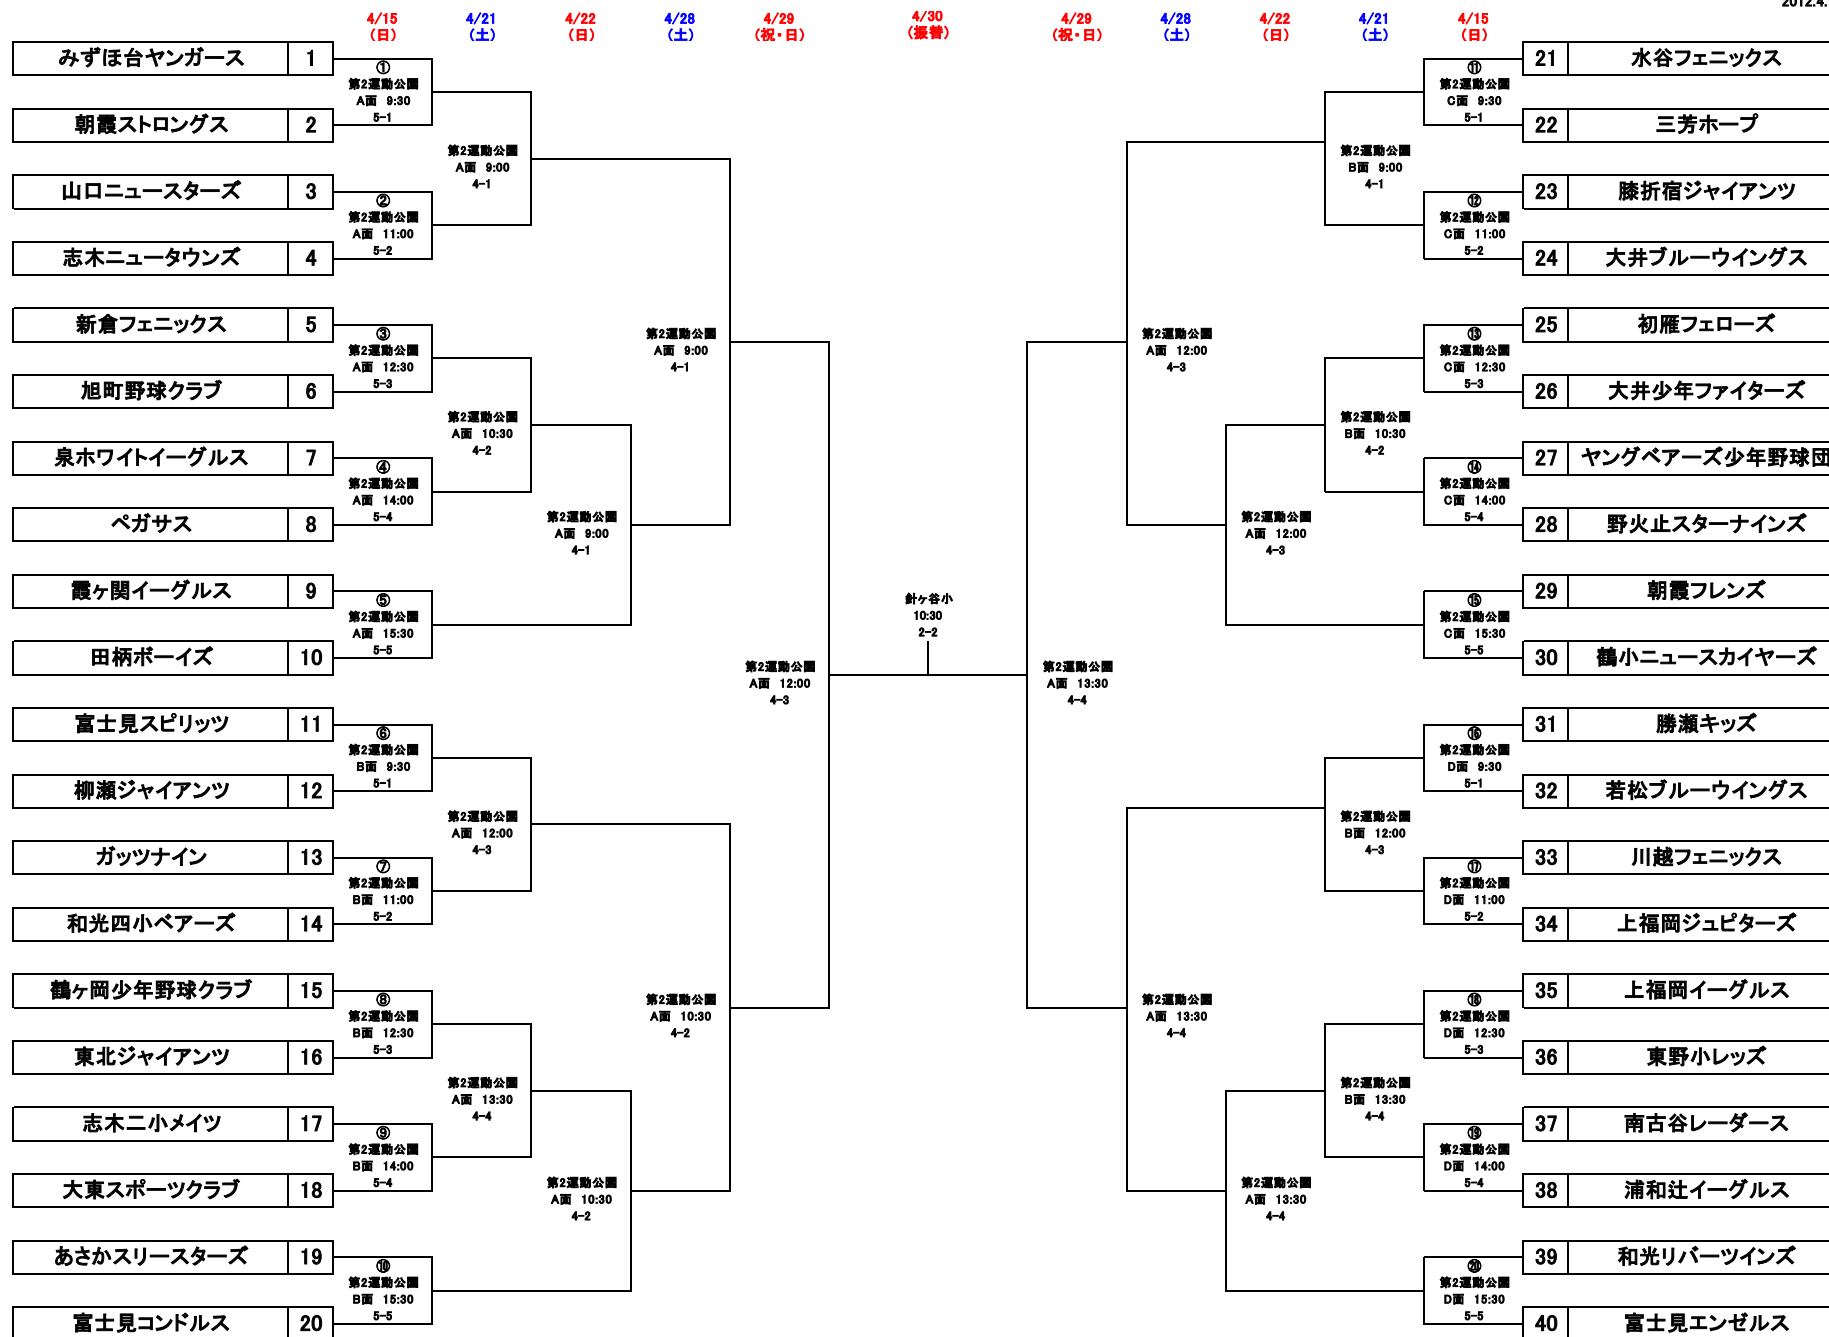 2012.4.
4/15 4/21 4/22 4/28 4/29 4/30 4/29 4/28 4/22 4/21 4/15
(日) (土) (日) (土) (祝・日) (振替) (祝・日) (土) (日) (土) (日)
みずほ台ヤンガース 1
①
第2運動公園
A面 9:30
5-1
朝霞ストロングス 2
第2運動公園
A面 9:00
4-1
山口ニュースターズ 3
②
第2運動公園
A面 11:00
5-2
志木ニュータウンズ 4
新倉フェニックス 5
③
第2運動公園
A面 12:30
5-3
旭町野球クラブ 6
第2運動公園
A面 10:30
4-2
泉ホワイトイーグルス 7
④
第2運動公園
A面 14:00
5-4
ペガサス 8
第2運動公園
A面 9:00
4-1
第2運動公園
A面 9:00
4-1
霞ヶ関イーグルス 9
⑤
第2運動公園
A面 15:30
5-5
田柄ボーイズ 10
第2運動公園
A面 12:00
4-3
富士見スピリッツ 11
⑥
第2運動公園
B面 9:30
5-1
柳瀬ジャイアンツ 12
第2運動公園
A面 12:00
4-3
ガッツナイン 13
⑦
第2運動公園
B面 11:00
5-2
和光四小ベアーズ 14
鶴ヶ岡少年野球クラブ 15
⑧
第2運動公園
B面 12:30
5-3
東北ジャイアンツ 16
第2運動公園
A面 13:30
4-4
第2運動公園
A面 10:30
4-2
志木二小メイツ 17
⑨
第2運動公園
B面 14:00
5-4
大東スポーツクラブ 18
第2運動公園
A面 10:30
4-2
あさかスリースターズ 19
⑩
第2運動公園
B面 15:30
5-5
富士見コンドルス 20
針ヶ谷小
10:30
2-2
21 水谷フェニックス
⑪
第2運動公園
C面 9:30
5-1
22 三芳ホープ
第2運動公園
B面 9:00
4-1
23 膝折宿ジャイアンツ
⑫
第2運動公園
C面 11:00
5-2
24 大井ブルーウイングス
第2運動公園
A面 12:00
4-3
25 初雁フェローズ
⑬
第2運動公園
C面 12:30
5-3
26 大井少年ファイターズ
第2運動公園
B面 10:30
4-2
27 ヤングベアーズ少年野球団
⑭
第2運動公園
C面 14:00
5-4
28 野火止スターナインズ
第2運動公園
A面 12:00
4-3
29 朝霞フレンズ
⑮
第2運動公園
C面 15:30
5-5
30 鶴小ニュースカイヤーズ
第2運動公園
A面 13:30
4-4
31 勝瀬キッズ
⑯
第2運動公園
D面 9:30
5-1
32 若松ブルーウイングス
第2運動公園
B面 12:00
4-3
33 川越フェニックス
⑰
第2運動公園
D面 11:00
5-2
34 上福岡ジュピターズ
第2運動公園
A面 13:30
4-4
35 上福岡イーグルス
⑱
第2運動公園
D面 12:30
5-3
36 東野小レッズ
第2運動公園
B面 13:30
4-4
37 南古谷レーダース
⑲
第2運動公園
D面 14:00
5-4
38 浦和辻イーグルス
第2運動公園
A面 13:30
4-4
39 和光リバーツインズ
⑳
第2運動公園
D面 15:30
5-5
40 富士見エンゼルス